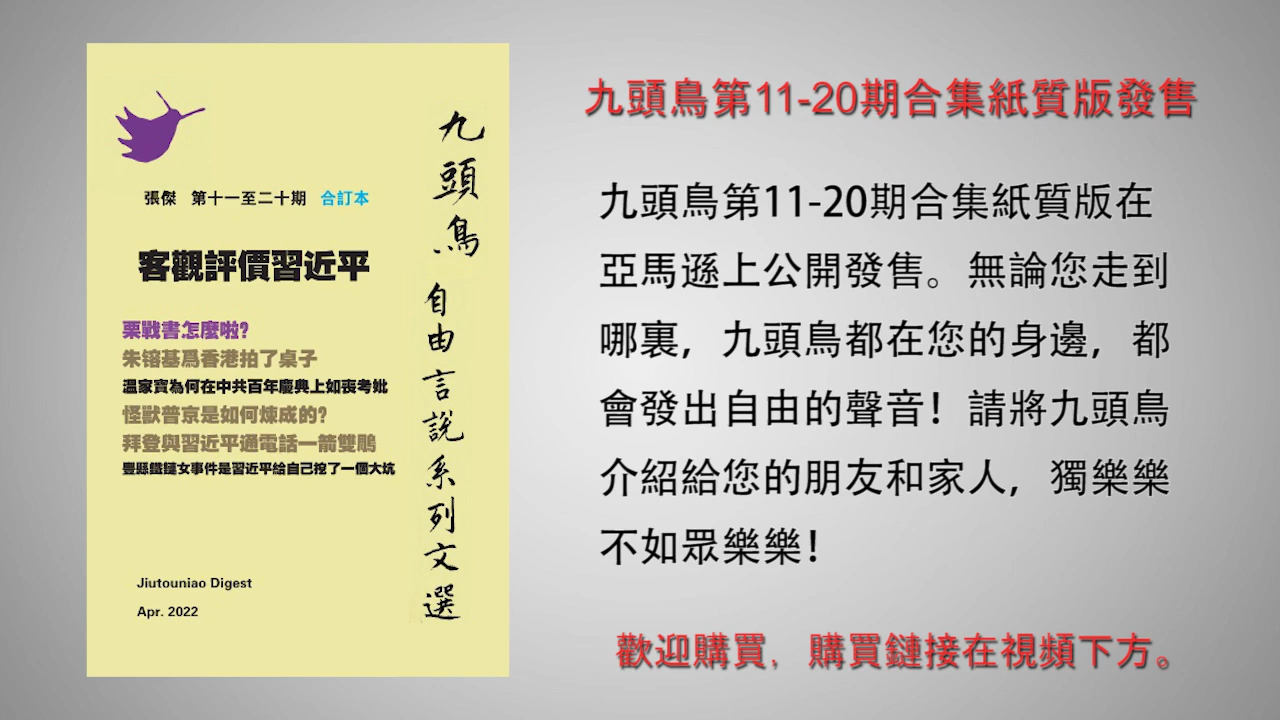 張傑 第十一至二十期 合訂本
客觀評價習近平
栗戰書怎麼啦?
朱镕基爲香港拍了桌子
溫家寶為何在中共百年慶典上如喪考妣
怪獸普京是如何煉成的?
拜登與習近平通電話一箭雙鵰
豐縣鐵鏈女事件是習近平給自己挖了一個大坑
Jiutouniao Digest
Apr. 2022
九頭鳥 自由言説系列文選
九頭鳥第11-20期合集紙質版發售
九頭鳥第11-20期合集紙質版在
亞馬遜上公開發售。無論您走到
哪裏，九頭鳥都在您的身邊，都
會發出自由的聲音！請將九頭鳥
介紹給您的朋友和家人，獨樂樂
不如眾樂樂！
歡迎購買，購買鏈接在視頻下方。